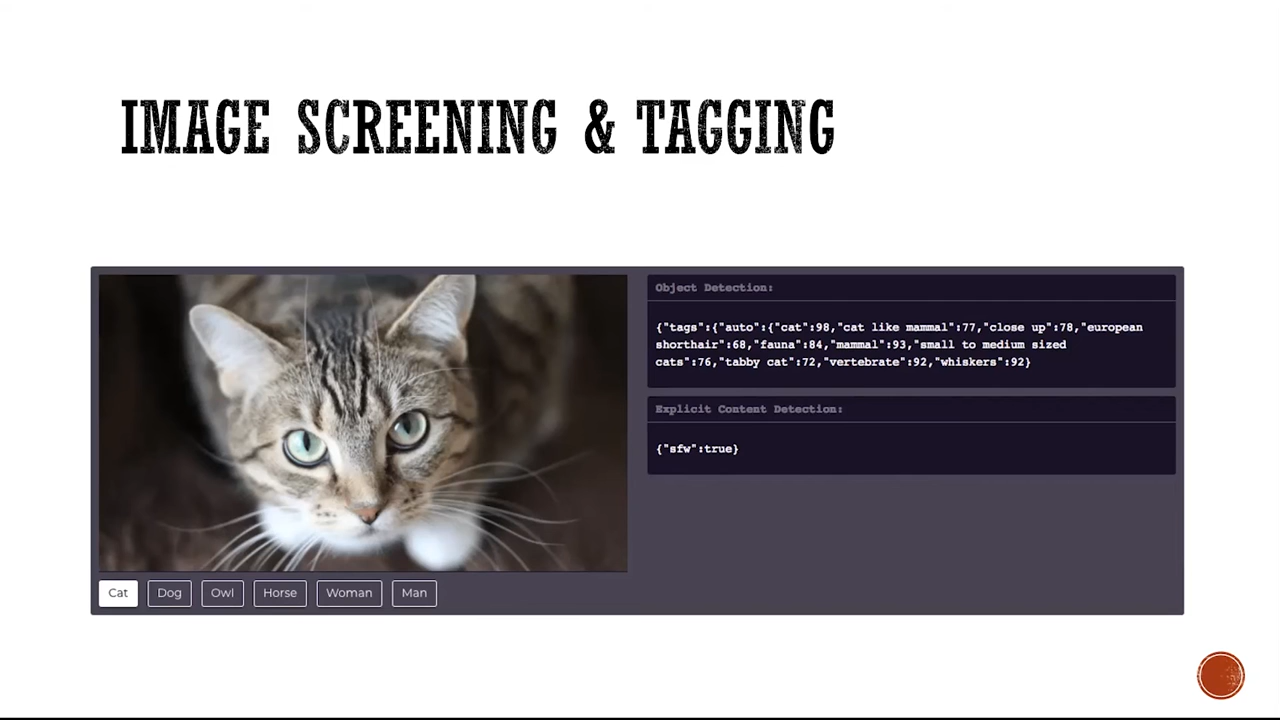 IMAGE SCREENING & TAGGING
Object Detection:
{"tags":{"auto":{"cat":98,"cat like mammal":77,"close up":78,"european
shorthair":68,"fauna":84,"mammal":93,"small to medium sized
cats":76,"tabby cat":72,"vertebrate":92,"whiskers":92}
Explicit Content Detection:
{"sfw":true}
Cat Dog Owl Horse Woman Man